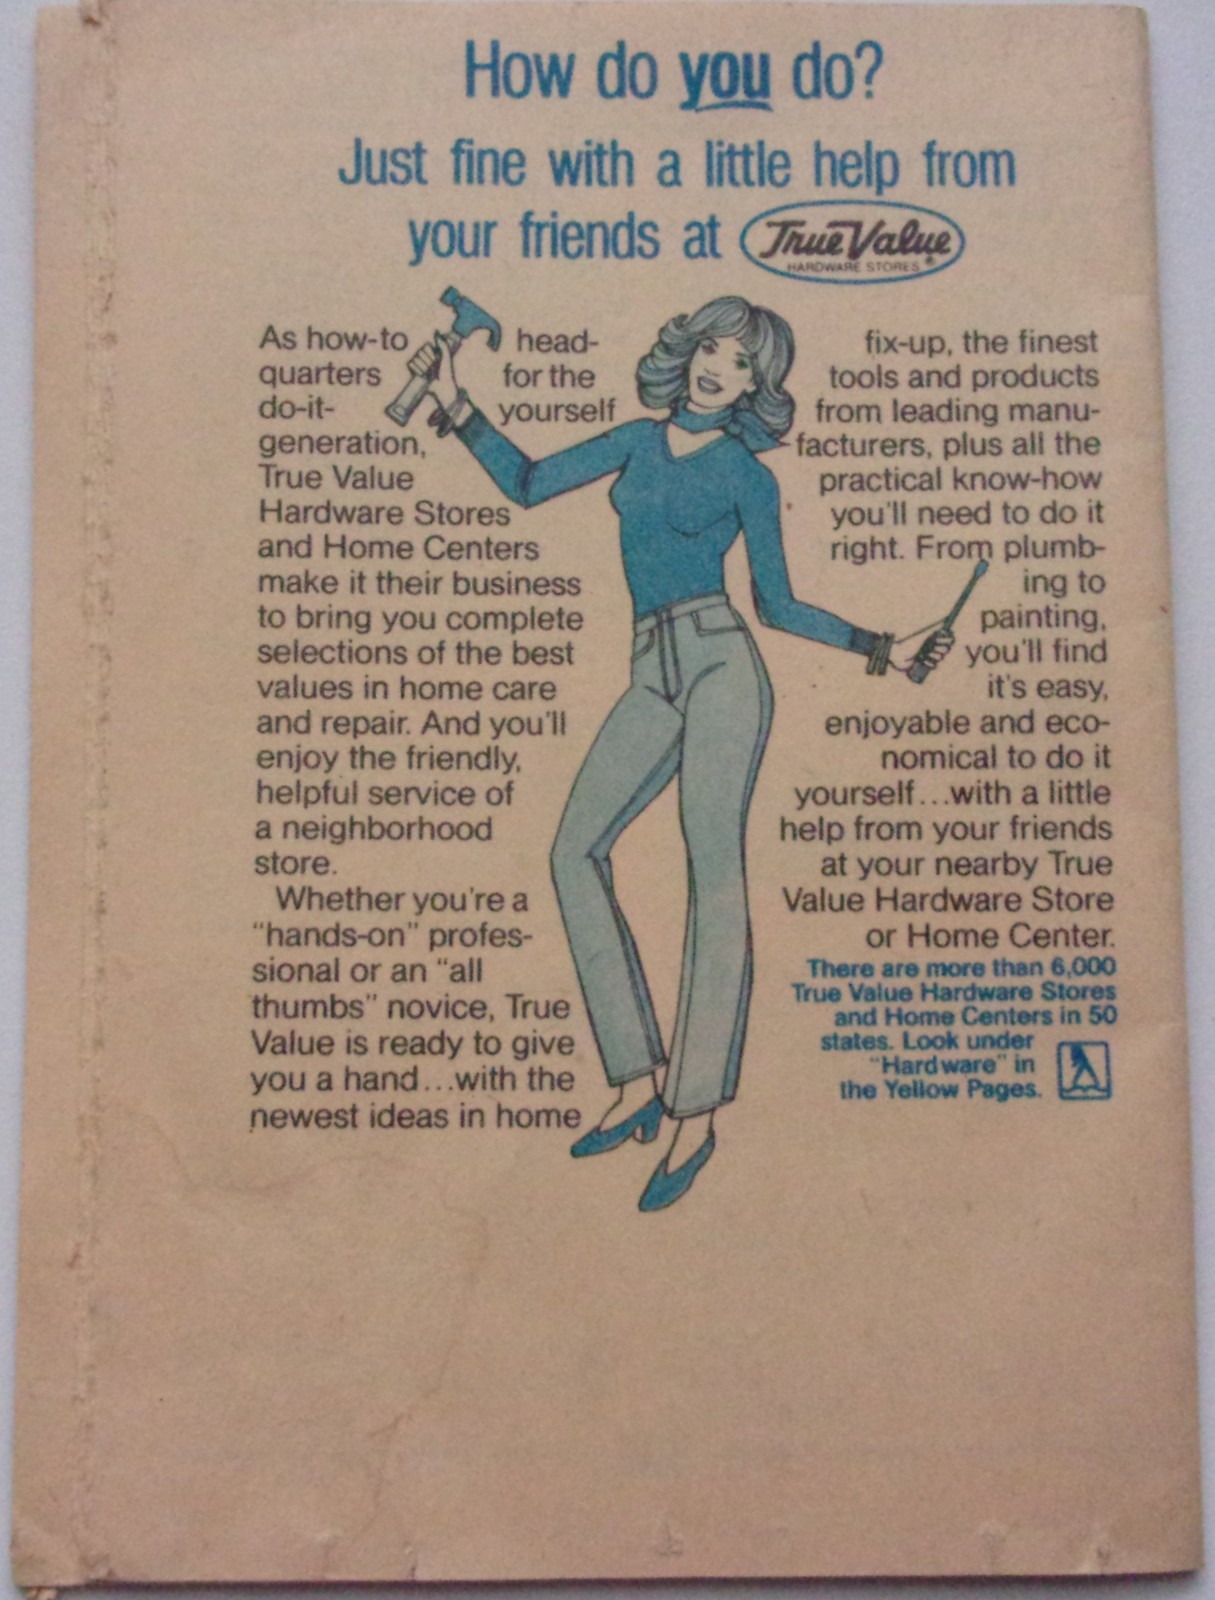 How do you do?
Just fine with a little help from
your friends at True Value
HARDWARE STORES®
As how-to head-
quarters for the
do-it- yourself
generation,
True Value
Hardware Stores
and Home Centers
make it their business
to bring you complete
selections of the best
values in home care
and repair. And you'll
enjoy the friendly,
helpful service of
a neighborhood
store.
Whether you're a
"hands-on" profes-
sional or an "all
thumbs" novice, True
Value is ready to give
you a hand...with the
newest ideas in home
fix-up, the finest
tools and products
from leading manu-
facturers, plus all the
practical know-how
you'll need to do it
right. From plumb-
ing to
painting,
you'll find
it's easy,
enjoyable and eco-
nomical to do it
yourself...with a little
help from your friends
at your nearby True
Value Hardware Store
or Home Center.
There are more than 6,000
True Value Hardware Stores
and Home Centers in 50
states. Look under
"Hardware" in
the Yellow Pages.